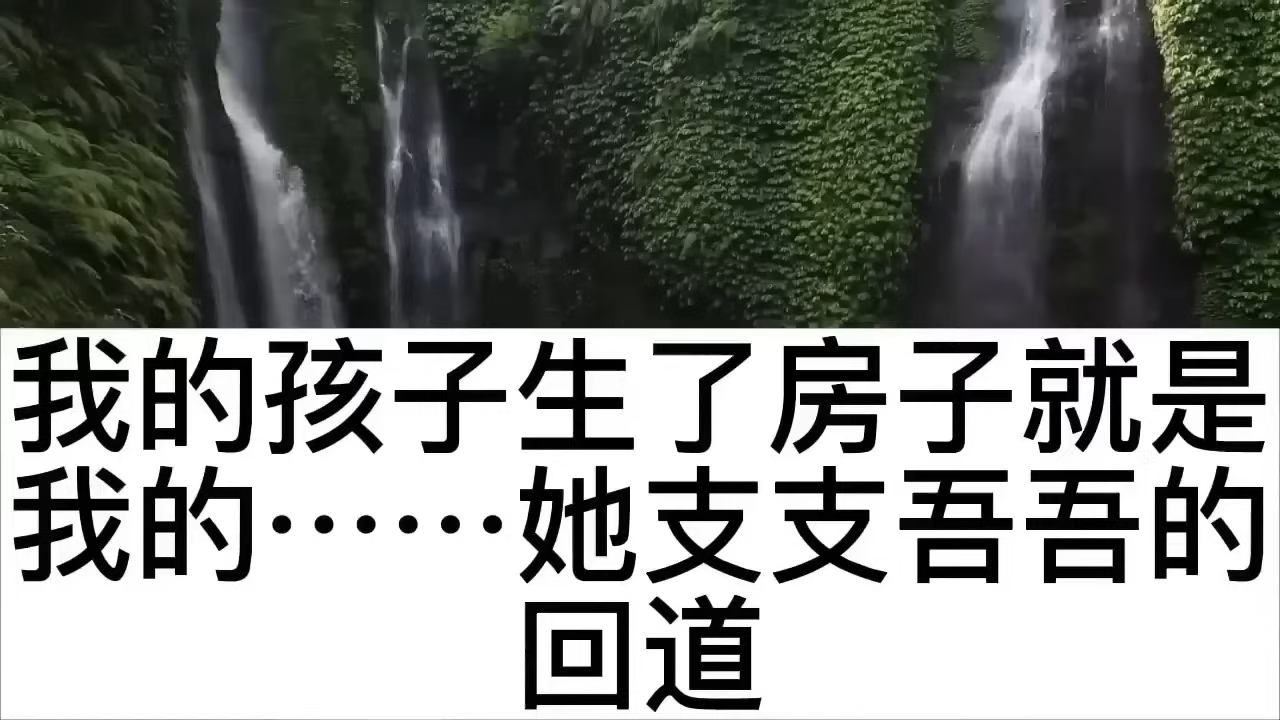 我的孩子生了房子就是
我的……她支支吾吾的
回道